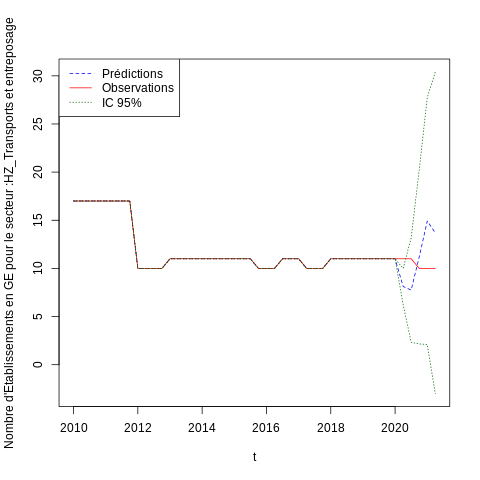 Nombre d'Etablissements en GE pour le secteur :HZ_Transports et entreposage
Prédictions
Observations
IC 95%
30
25
20
15
10
5
0
2010 2012 2014 2016 2018 2020
t